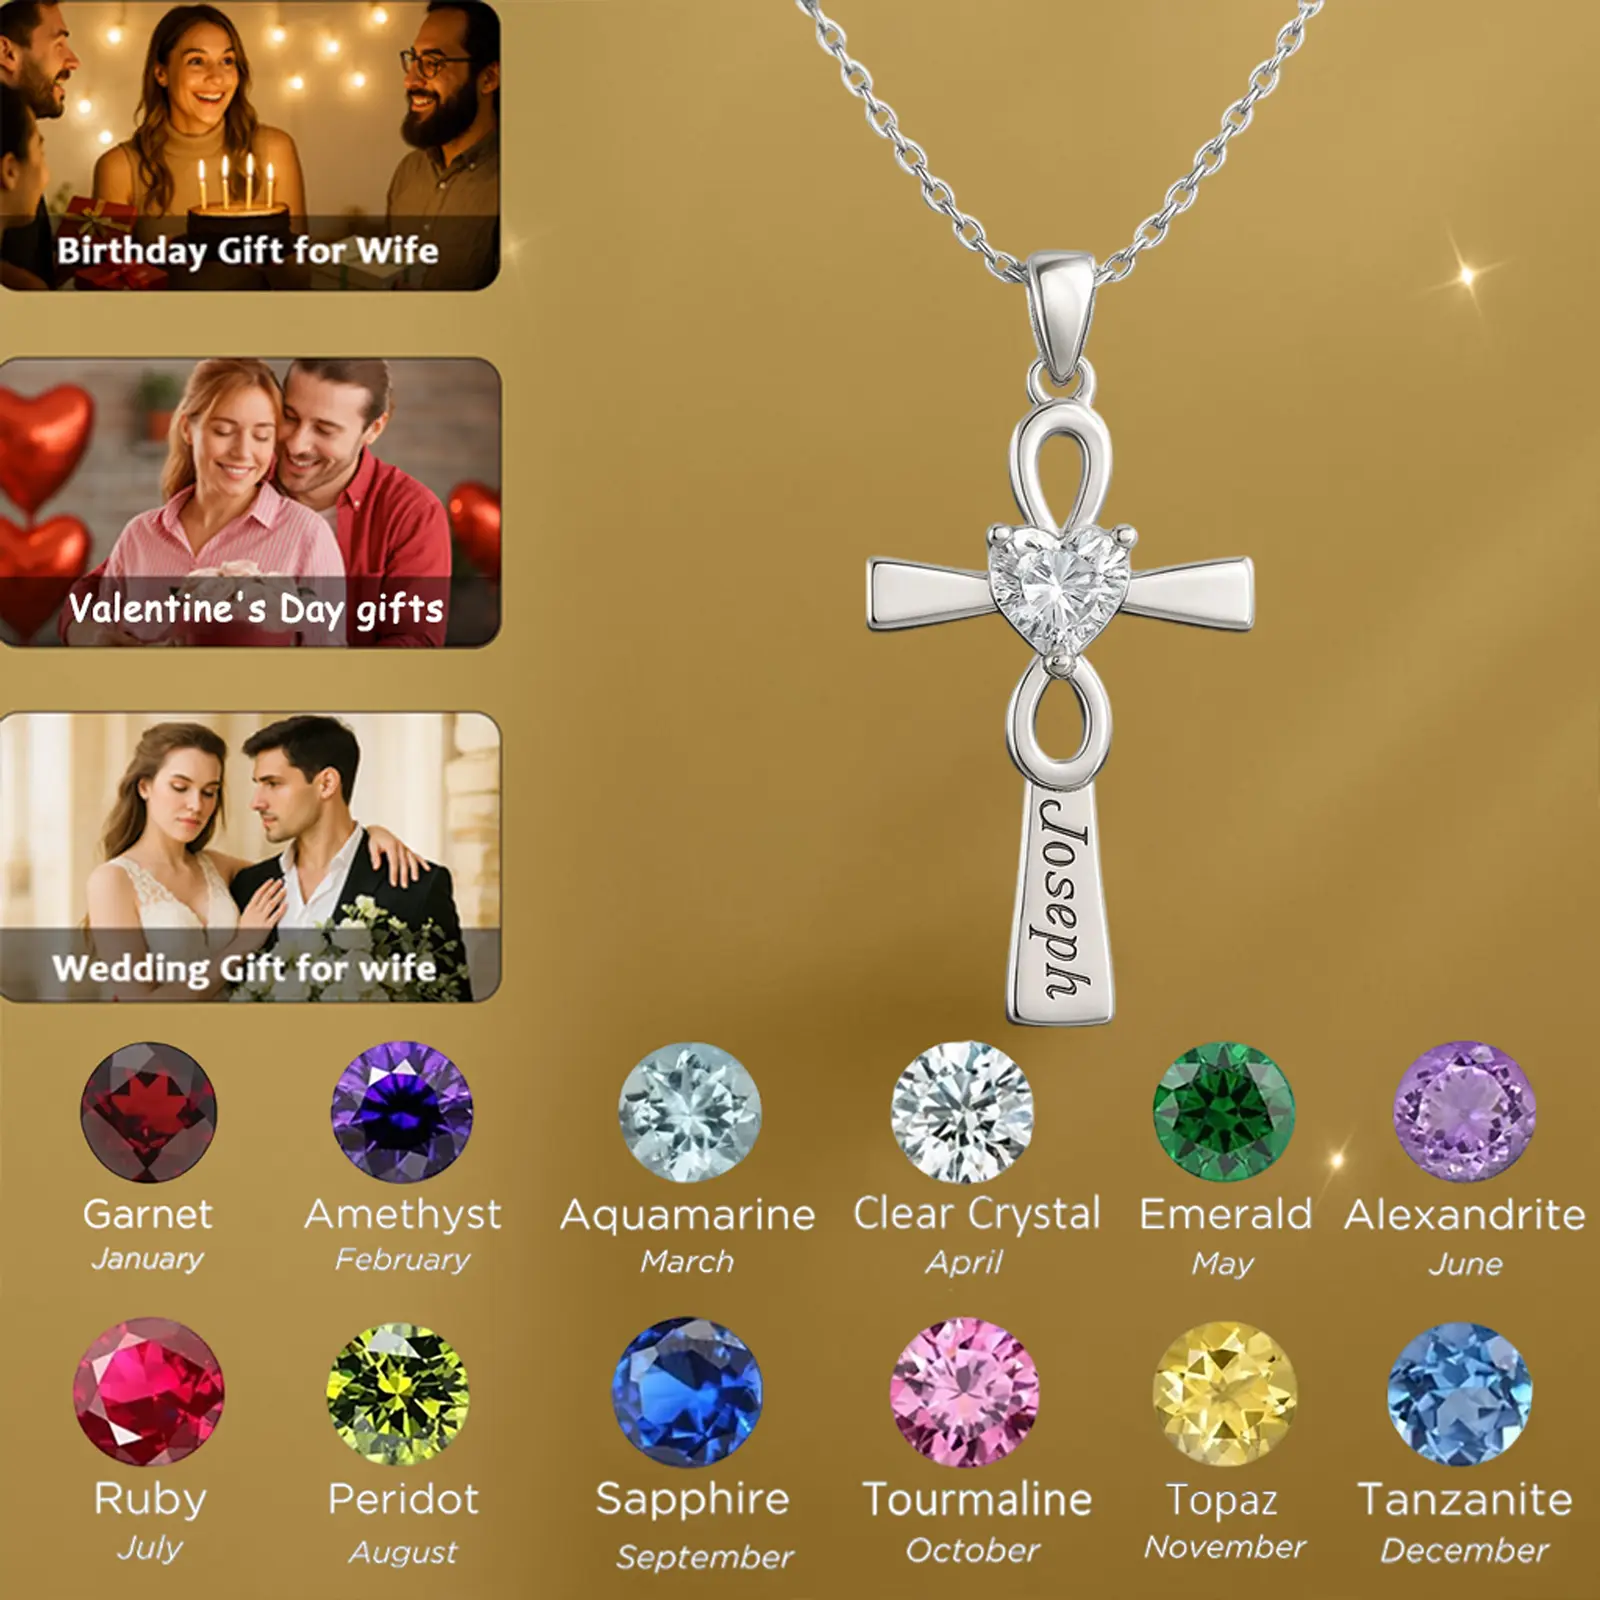 Birthday Gift for Wife
Valentine's Day gifts
Wedding Gift for wife
Joseph
Garnet
January
Amethyst
February
Aquamarine
March
Clear Crystal
April
Emerald
May
Alexandrite
June
Ruby
July
Peridot
August
Sapphire
September
Tourmaline
October
Topaz
November
Tanzanite
December